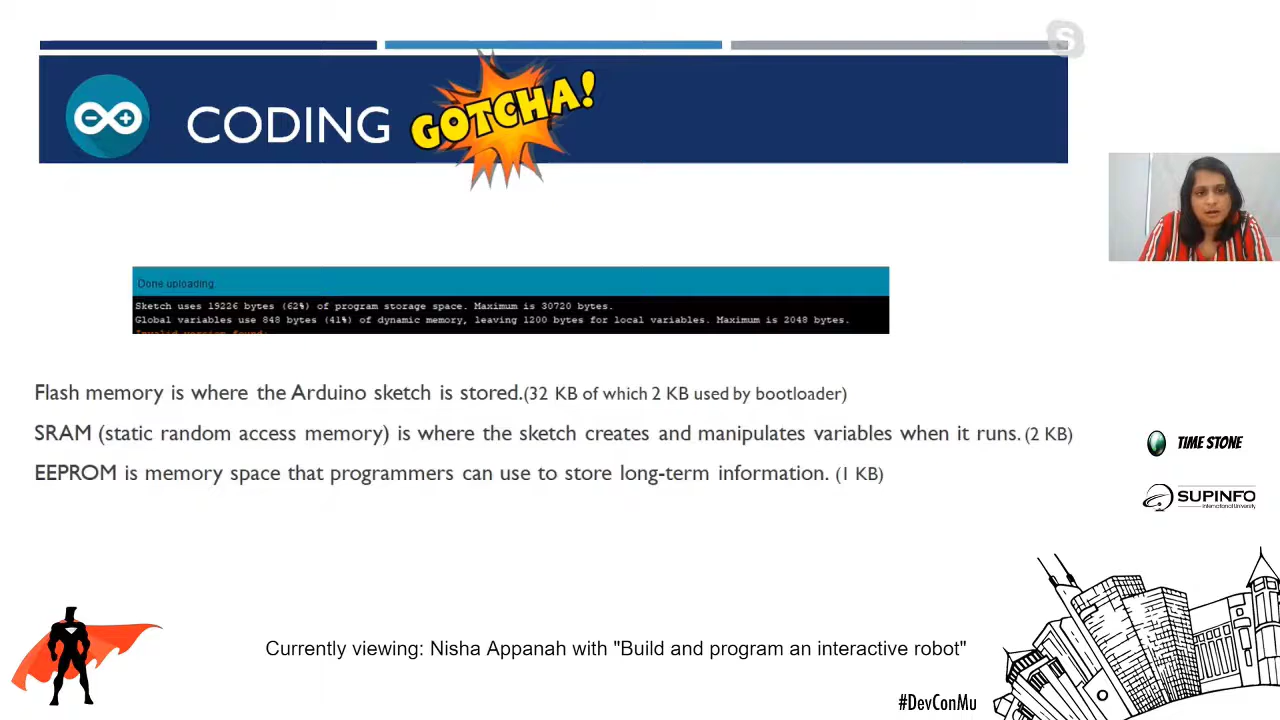 S
CODING GOTCHA!
Done uploading.
Sketch uses 19226 bytes (62%) of program storage space. Maximum is 30720 bytes.
Global variables use 848 bytes (41%) of dynamic memory, leaving 1200 bytes for local variables. Maximum is 2048 bytes.
Invalid version found:
Flash memory is where the Arduino sketch is stored.(32 KB of which 2 KB used by bootloader)
SRAM (static random access memory) is where the sketch creates and manipulates variables when it runs. (2 KB)
EEPROM is memory space that programmers can use to store long-term information. (1 KB)
TIME STONE
SUPINFO
International University
Currently viewing: Nisha Appanah with "Build and program an interactive robot"
#DevConMu